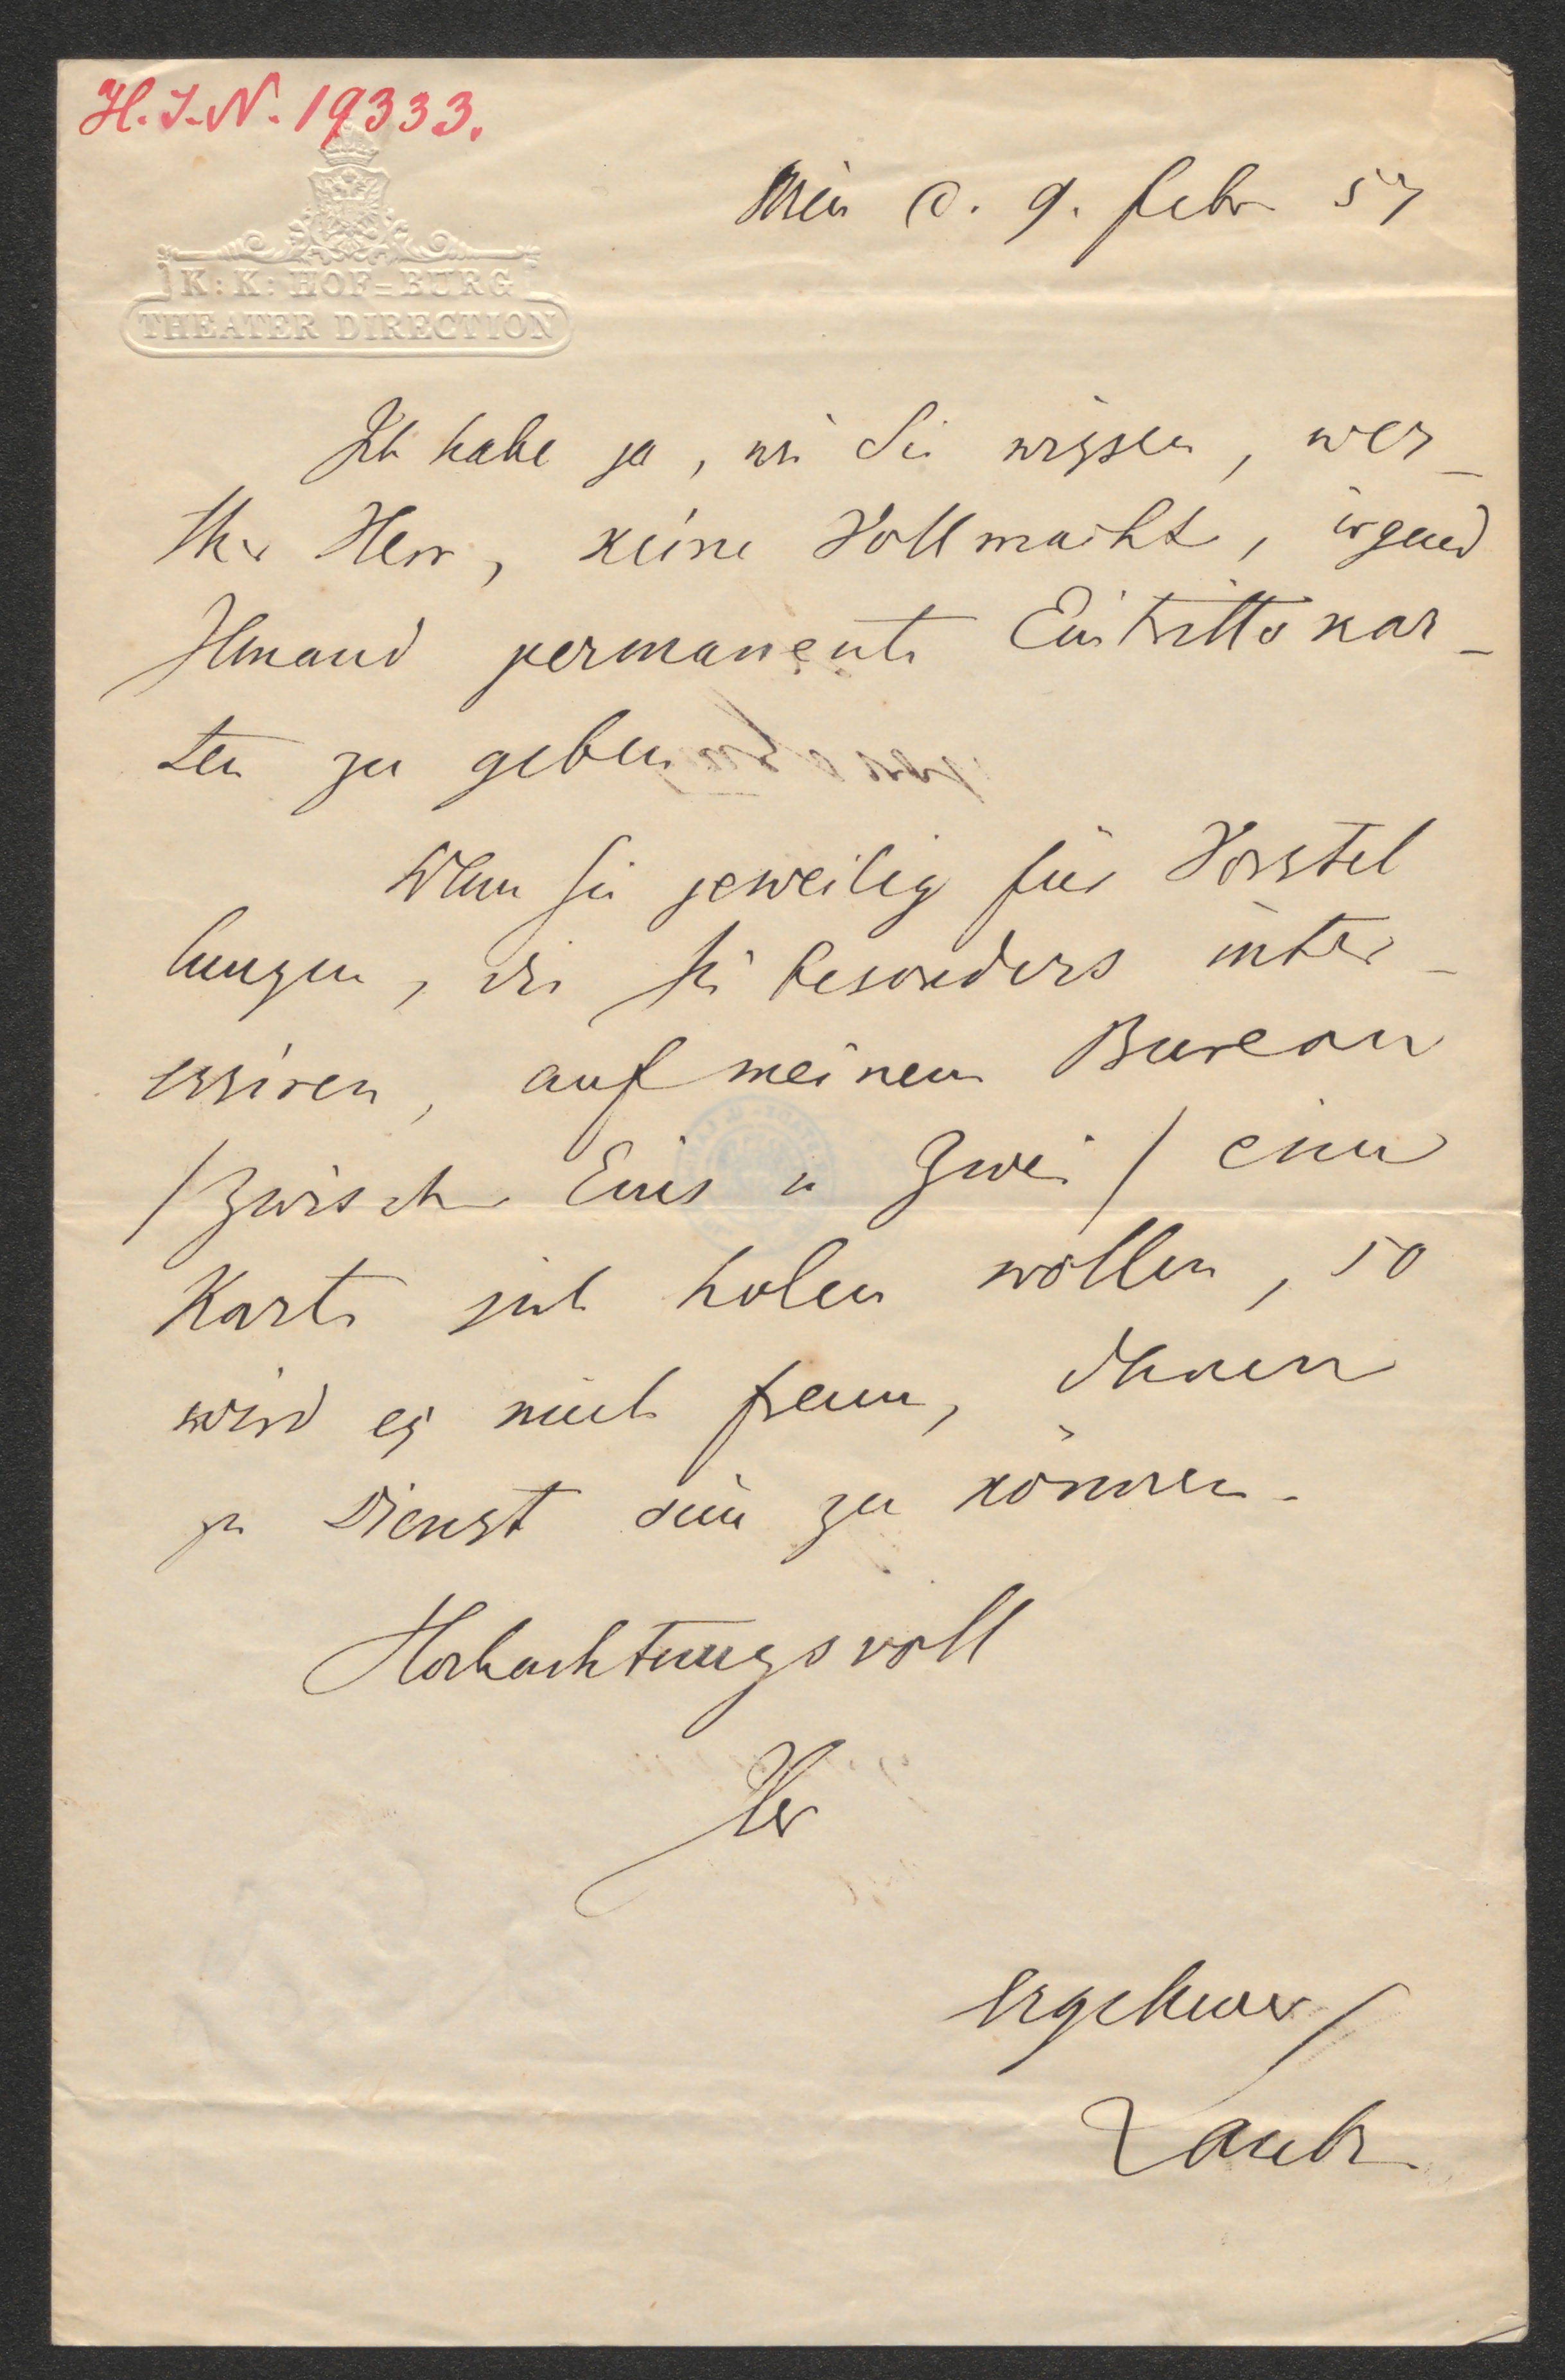 H. I. N. 19333.
Wien d. 9. Febr 57
K: K: HOF=BURG
THEATER DIRECTION
Ich habe ja, wie Sie wissen, wer-
ther Herr, keine Vollmacht, irgend
Jemand permanente Eintrittskar-
ten zu geben
Wenn Sie jeweilig für Vorstel
lungen, die Sie besonders inter-
essiren, auf meinem Bureau
/zwischen Eins u Zwei/ eine
Karte sich holen wollen, so
wird es mich freuen, Ihnen
zu Dienst sein zu können.
Hochachtungsvoll
Ihr
ergebener
Laube